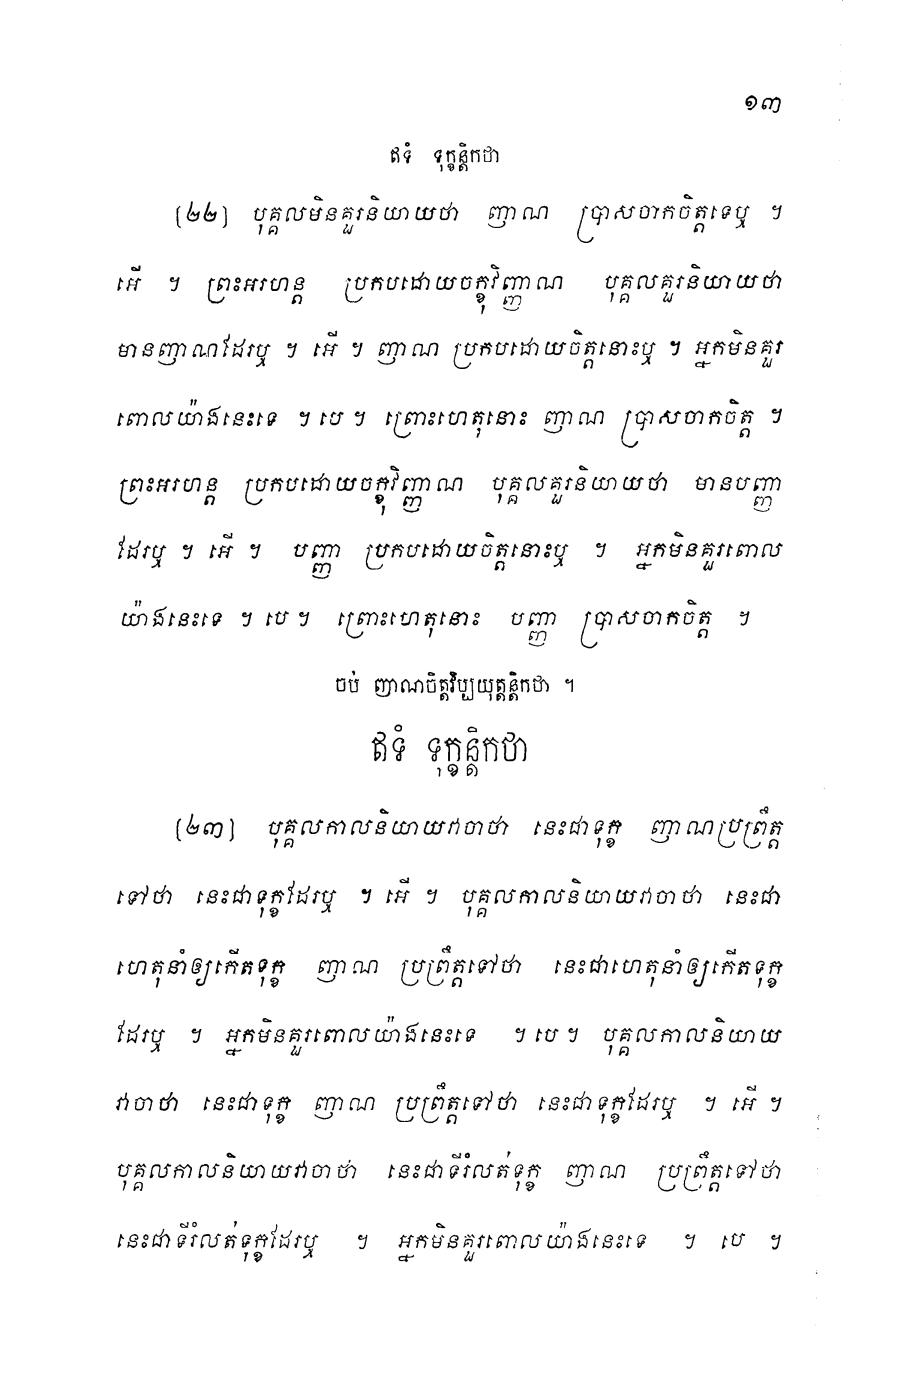 ១៣
ឥទំ ទុក្ខន្តិកថា
(២២) បុគ្គលមិនគួរនិយាយថា ញាណ ប្រាសចាកចិត្តទេឬ ។
អើ ។ ព្រះអរហន្ត ប្រកបដោយចក្ខុវិញ្ញាណ បុគ្គលគួរនិយាយថា
មានញាណដែរឬ ។ អើ ។ ញាណ ប្រកបដោយចិត្តនោះឬ ។ អ្នកមិនគួរ
ពោលយ៉ាងនេះទេ ។ បេ ។ ព្រោះហេតុនោះ ញាណ ប្រាសចាកចិត្ត ។
ព្រះអរហន្ត ប្រកបដោយចក្ខុវិញ្ញាណ បុគ្គលគួរនិយាយថា មានបញ្ញា
ដែរឬ ។ អើ ។ បញ្ញា ប្រកបដោយចិត្តនោះឬ ។ អ្នកមិនគួរពោល
យ៉ាងនេះទេ ។ បេ ។ ព្រោះហេតុនោះ បញ្ញា ប្រាសចាកចិត្ត ។
ចប់ ញាណចិត្តវិប្បយុត្តន្តិកថា ។
ឥទំ ទុក្ខន្តិកថា
(២៣) បុគ្គលកាលនិយាយវាចាថា នេះជាទុក្ខ ញាណប្រព្រឹត្ត
ទៅថា នេះជាទុក្ខដែរឬ ។ អើ ។ បុគ្គលកាលនិយាយវាចាថា នេះជា
ហេតុនាំឲ្យកើតទុក្ខ ញាណ ប្រព្រឹត្តទៅថា នេះជាហេតុនាំឲ្យកើតទុក្ខ
ដែរឬ ។ អ្នកមិនគួរពោលយ៉ាងនេះទេ ។ បេ ។ បុគ្គលកាលនិយាយ
វាចាថា នេះជាទុក្ខ ញាណ ប្រព្រឹត្តទៅថា នេះជាទុក្ខដែរឬ ។ អើ ។
បុគ្គលកាលនិយាយវាចាថា នេះជាទីរំលត់ទុក្ខ ញាណ ប្រព្រឹត្តទៅថា
នេះជាទីរំលត់ទុក្ខដែរឬ ។ អ្នកមិនគួរពោលយ៉ាងនេះទេ ។ បេ ។